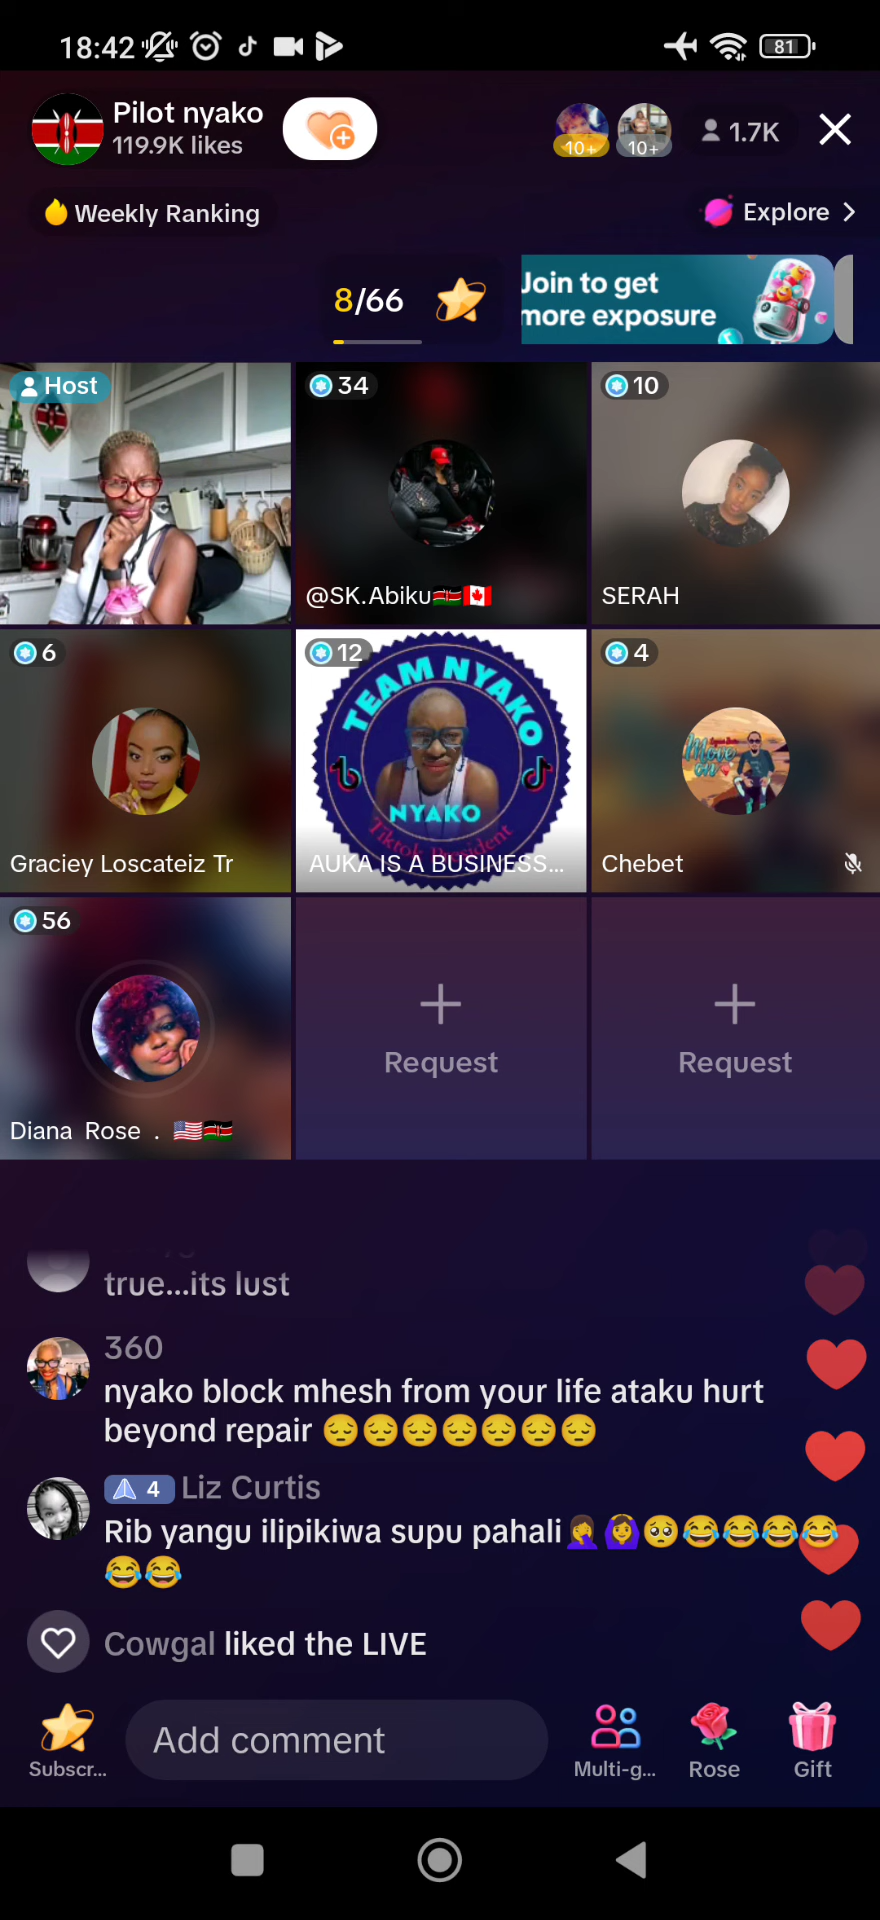 18:42
81
Pilot nyako
119.9K likes
10+
10+
1.7K
Weekly Ranking
Explore
8/66
Join to get
more exposure
Host
34
10
@SK.Abiku🇰🇪🇨🇦
SERAH
6
12
4
TEAM NYAKO
NYAKO
Tiktok President
Move
on
Graciey Loscateiz Tr
AUKA IS A BUSINESS...
Chebet
56
Request
Request
Diana Rose . 🇺🇸🇰🇪
true...its lust
360
nyako block mhesh from your life ataku hurt
beyond repair 😔😔😔😔😔😔😔
4 Liz Curtis
Rib yangu ilipikiwa supu pahali🤦‍♀️🙆‍♀️🥺😂😂😂😂
😂😂
Cowgal liked the LIVE
Add comment
Subscr...
Multi-g...
Rose
Gift